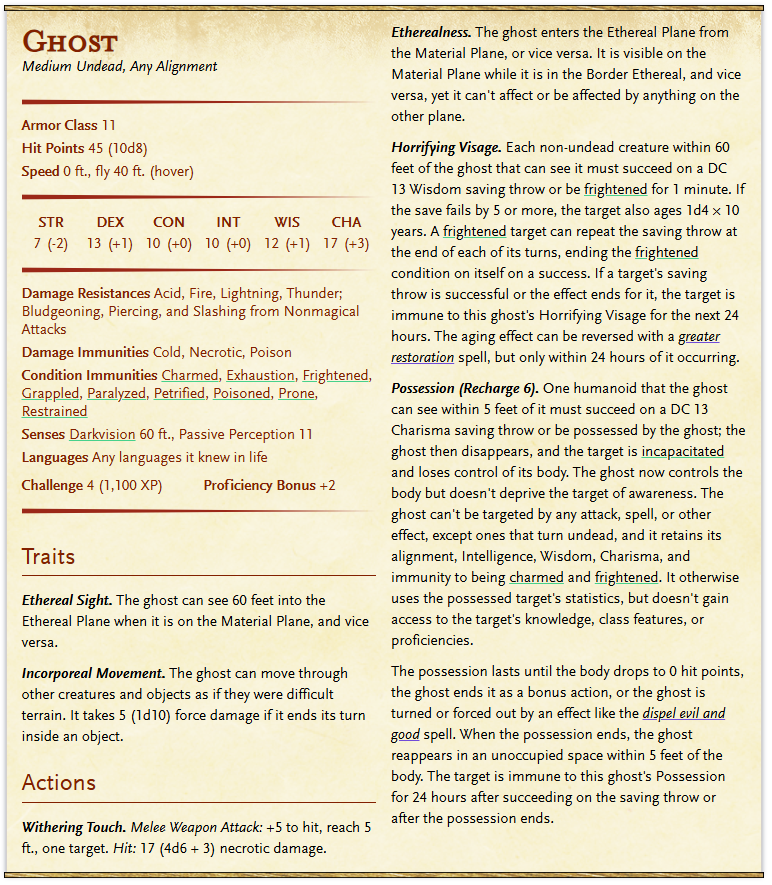 Ghost
Medium Undead, Any Alignment
Armor Class 11
Hit Points 45 (10d8)
Speed 0 ft., fly 40 ft. (hover)
STR DEX CON INT WIS CHA
7 (-2) 13 (+1) 10 (+0) 10 (+0) 12 (+1) 17 (+3)
Damage Resistances Acid, Fire, Lightning, Thunder;
Bludgeoning, Piercing, and Slashing from Nonmagical
Attacks
Damage Immunities Cold, Necrotic, Poison
Condition Immunities Charmed, Exhaustion, Frightened,
Grappled, Paralyzed, Petrified, Poisoned, Prone,
Restrained
Senses Darkvision 60 ft., Passive Perception 11
Languages Any languages it knew in life
Challenge 4 (1,100 XP) Proficiency Bonus +2
Traits
Ethereal Sight. The ghost can see 60 feet into the
Ethereal Plane when it is on the Material Plane, and vice
versa.
Incorporeal Movement. The ghost can move through
other creatures and objects as if they were difficult
terrain. It takes 5 (1d10) force damage if it ends its turn
inside an object.
Actions
Withering Touch. Melee Weapon Attack: +5 to hit, reach 5
ft., one target. Hit: 17 (4d6 + 3) necrotic damage.
Etherealness. The ghost enters the Ethereal Plane from
the Material Plane, or vice versa. It is visible on the
Material Plane while it is in the Border Ethereal, and vice
versa, yet it can't affect or be affected by anything on the
other plane.
Horrifying Visage. Each non-undead creature within 60
feet of the ghost that can see it must succeed on a DC
13 Wisdom saving throw or be frightened for 1 minute. If
the save fails by 5 or more, the target also ages 1d4 × 10
years. A frightened target can repeat the saving throw at
the end of each of its turns, ending the frightened
condition on itself on a success. If a target's saving
throw is successful or the effect ends for it, the target is
immune to this ghost's Horrifying Visage for the next 24
hours. The aging effect can be reversed with a greater
restoration spell, but only within 24 hours of it occurring.
Possession (Recharge 6). One humanoid that the ghost
can see within 5 feet of it must succeed on a DC 13
Charisma saving throw or be possessed by the ghost; the
ghost then disappears, and the target is incapacitated
and loses control of its body. The ghost now controls the
body but doesn't deprive the target of awareness. The
ghost can't be targeted by any attack, spell, or other
effect, except ones that turn undead, and it retains its
alignment, Intelligence, Wisdom, Charisma, and
immunity to being charmed and frightened. It otherwise
uses the possessed target's statistics, but doesn't gain
access to the target's knowledge, class features, or
proficiencies.
The possession lasts until the body drops to 0 hit points,
the ghost ends it as a bonus action, or the ghost is
turned or forced out by an effect like the dispel evil and
good spell. When the possession ends, the ghost
reappears in an unoccupied space within 5 feet of the
body. The target is immune to this ghost's Possession
for 24 hours after succeeding on the saving throw or
after the possession ends.